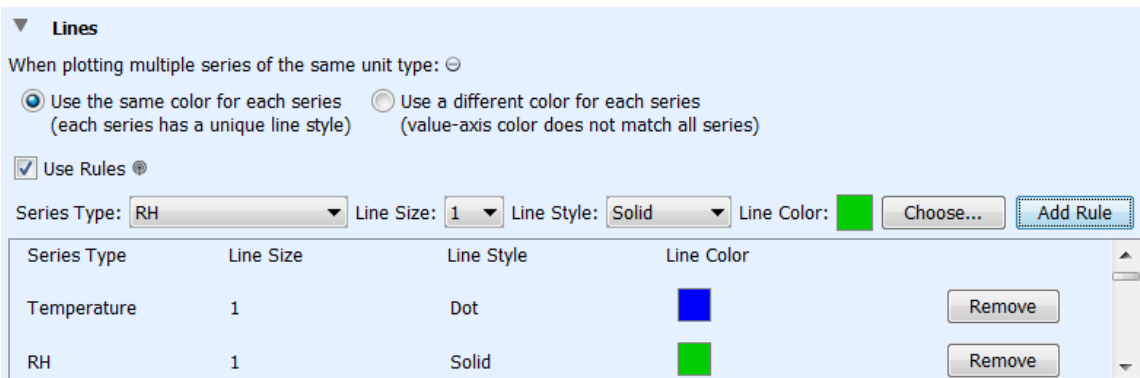 Lines
When plotting multiple series of the same unit type:
Use the same color for each series Use a different color for each series
(each series has a unique line style) (value-axis color does not match all series)
Use Rules
Series Type: RH Line Size: 1 Line Style: Solid Line Color: Choose... Add Rule
Series Type Line Size Line Style Line Color
Temperature 1 Dot Remove
RH 1 Solid Remove